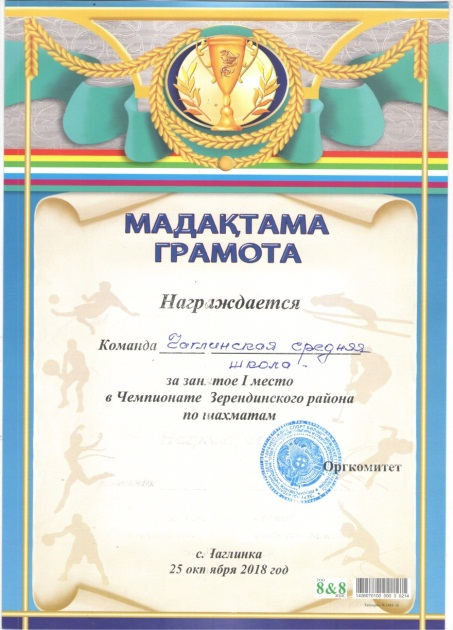 МАДАҚТАМА
ГРАМОТА
Награждается
Команда Чаглинская средняя
школа
за занятое I место
в Чемпионате Зерендинского района
по шахматам
Оргкомитет
с. Чаглинка
25 октября 2018 год
8&8